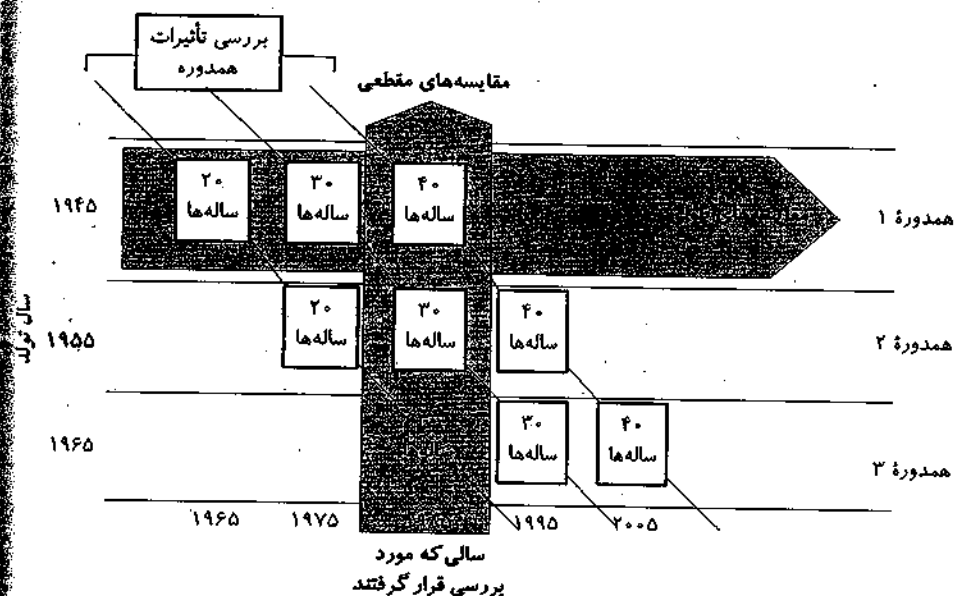 بررسی تأثیرات
همدوره
مقایسه‌های مقطعی
۱۹۴۵
۲۰
ساله‌ها
۳۰
ساله‌ها
۴۰
ساله‌ها
همدورهٔ ۱
سال تولد
۱۹۵۵
۲۰
ساله‌ها
۳۰
ساله‌ها
۴۰
ساله‌ها
همدورهٔ ۲
۱۹۶۵
۳۰
ساله‌ها
۴۰
ساله‌ها
همدورهٔ ۳
۱۹۶۵
۱۹۷۵
۱۹۹۵
۲۰۰۵
سالی که مورد
بررسی قرار گرفتند